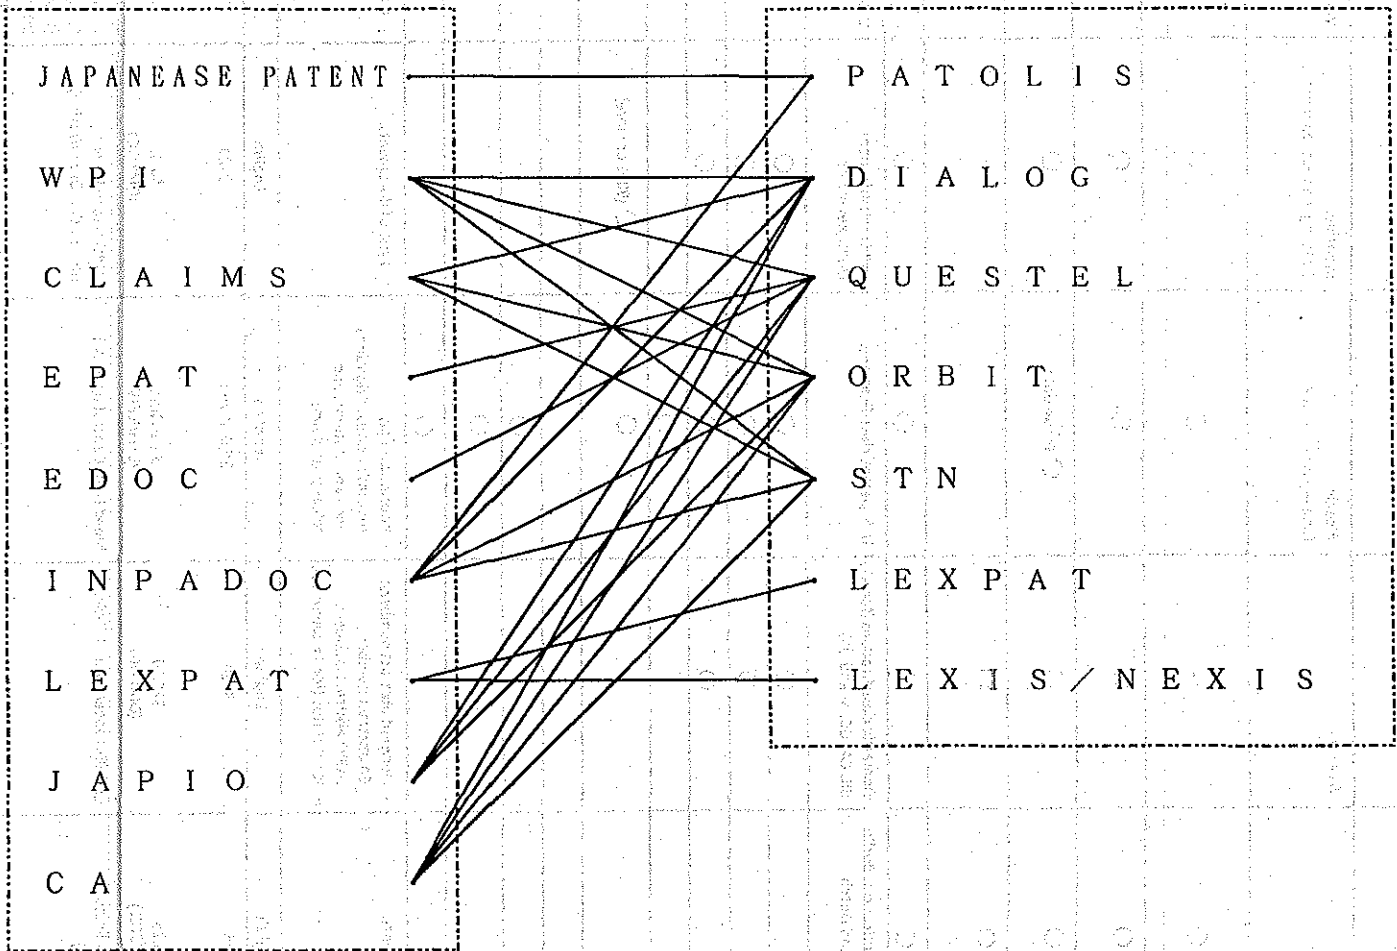 JAPANEASE PATENT
WPI
CLAIMS
EPAT
EDOC
INPADOC
LEXPAT
JAPIO
CA
PATOLIS
DIALOG
QUESTEL
ORBIT
STN
LEXPAT
LEXIS/NEXIS